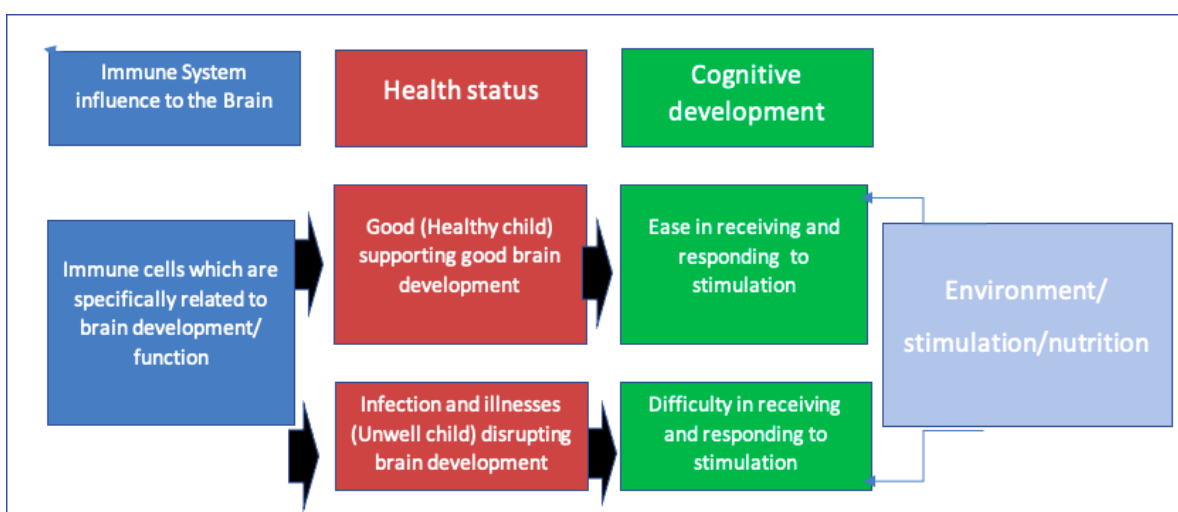 Immune System
influence to the Brain
Health status
Cognitive
development
Immune cells which are
specifically related to
brain development/
function
Good (Healthy child)
supporting good brain
development
Ease in receiving and
responding to
stimulation
Environment/
stimulation/nutrition
Infection and illnesses
(Unwell child) disrupting
brain development
Difficulty in receiving
and responding to
stimulation